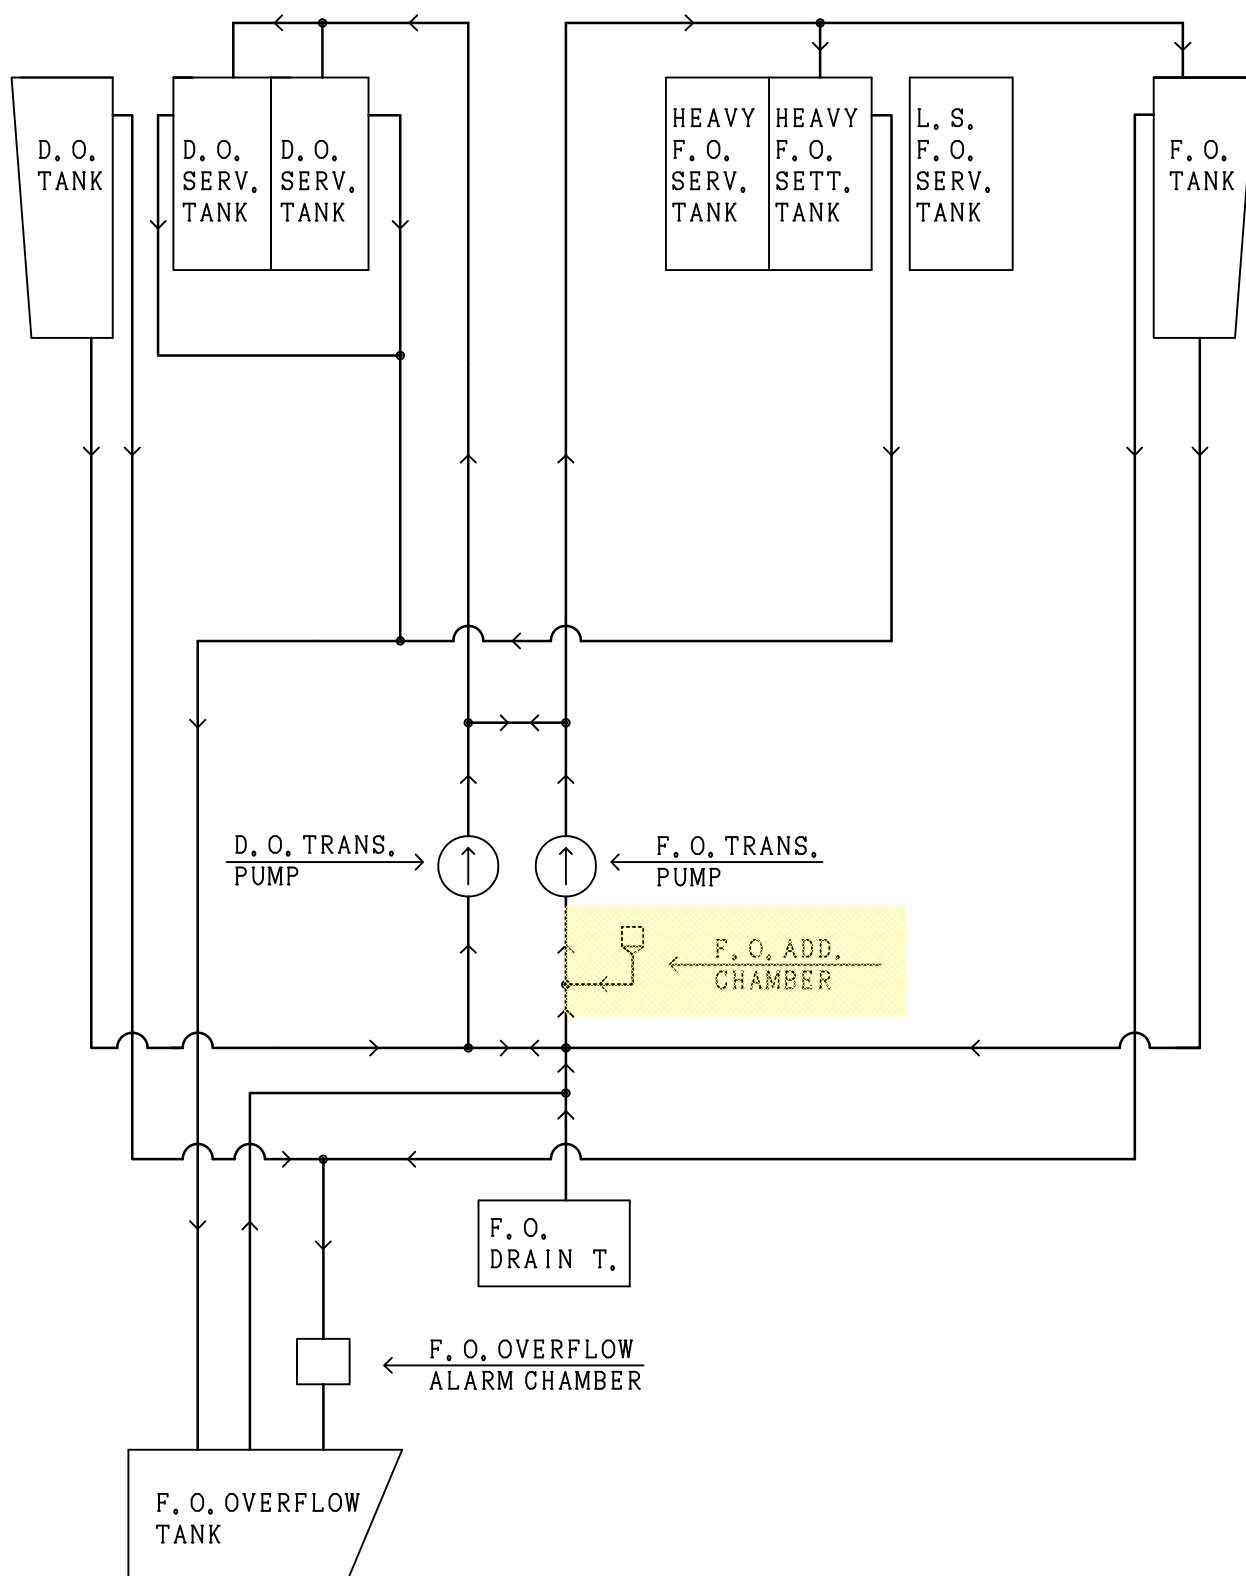 D. O.
TANK
D. O.
SERV.
TANK
D. O.
SERV.
TANK
HEAVY
F. O.
SERV.
TANK
HEAVY
F. O.
SETT.
TANK
L. S.
F. O.
SERV.
TANK
F. O.
TANK
D. O. TRANS.
PUMP
F. O. TRANS.
PUMP
F. O. ADD.
CHAMBER
F. O.
DRAIN T.
F. O. OVERFLOW
ALARM CHAMBER
F. O. OVERFLOW
TANK